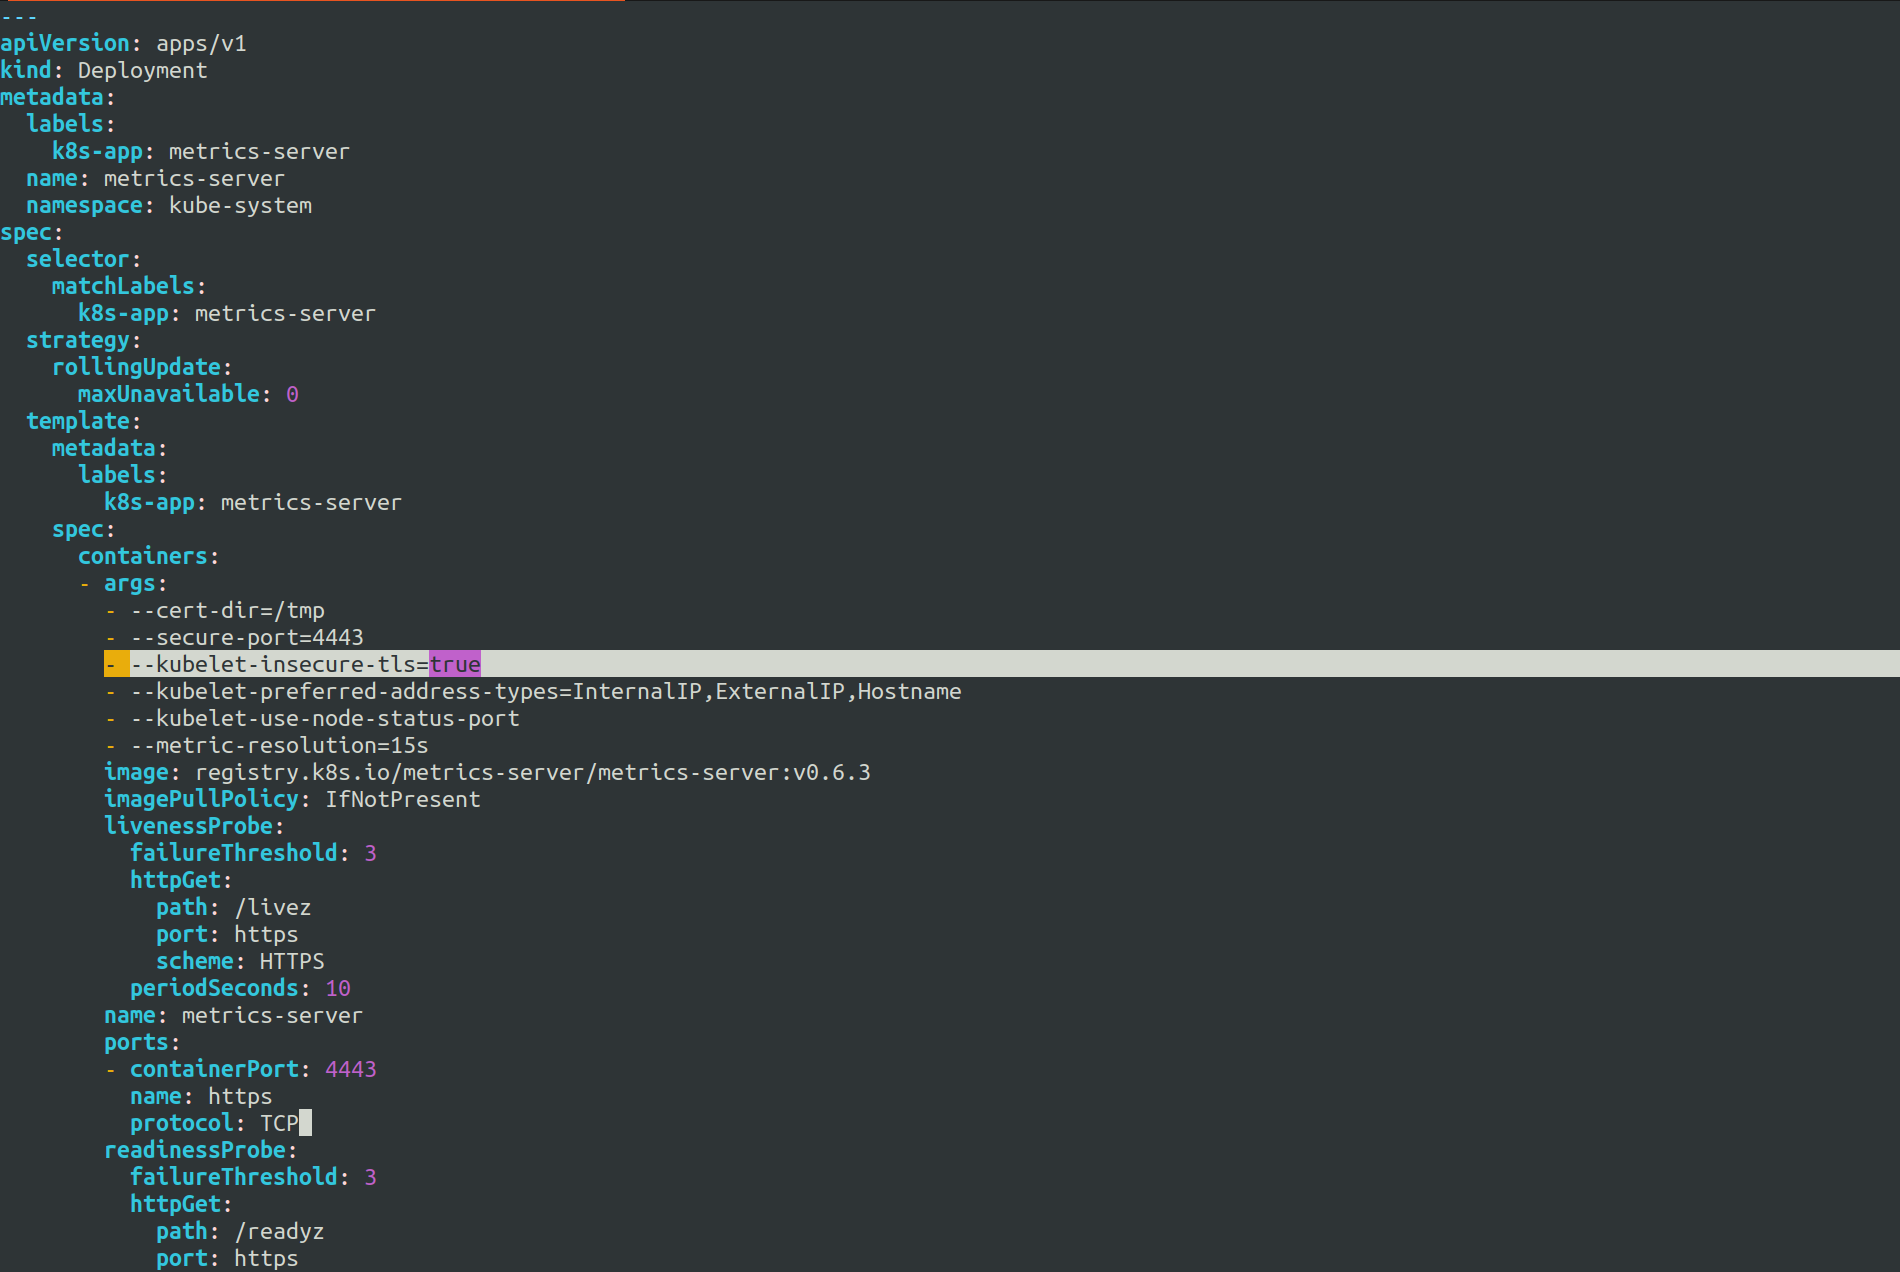 ---
apiVersion: apps/v1
kind: Deployment
metadata:
  labels:
    k8s-app: metrics-server
  name: metrics-server
  namespace: kube-system
spec:
  selector:
    matchLabels:
      k8s-app: metrics-server
  strategy:
    rollingUpdate:
      maxUnavailable: 0
  template:
    metadata:
      labels:
        k8s-app: metrics-server
    spec:
      containers:
      - args:
        - --cert-dir=/tmp
        - --secure-port=4443
        - --kubelet-insecure-tls=true
        - --kubelet-preferred-address-types=InternalIP,ExternalIP,Hostname
        - --kubelet-use-node-status-port
        - --metric-resolution=15s
        image: registry.k8s.io/metrics-server/metrics-server:v0.6.3
        imagePullPolicy: IfNotPresent
        livenessProbe:
          failureThreshold: 3
          httpGet:
            path: /livez
            port: https
            scheme: HTTPS
          periodSeconds: 10
        name: metrics-server
        ports:
        - containerPort: 4443
          name: https
          protocol: TCP
        readinessProbe:
          failureThreshold: 3
          httpGet:
            path: /readyz
            port: https